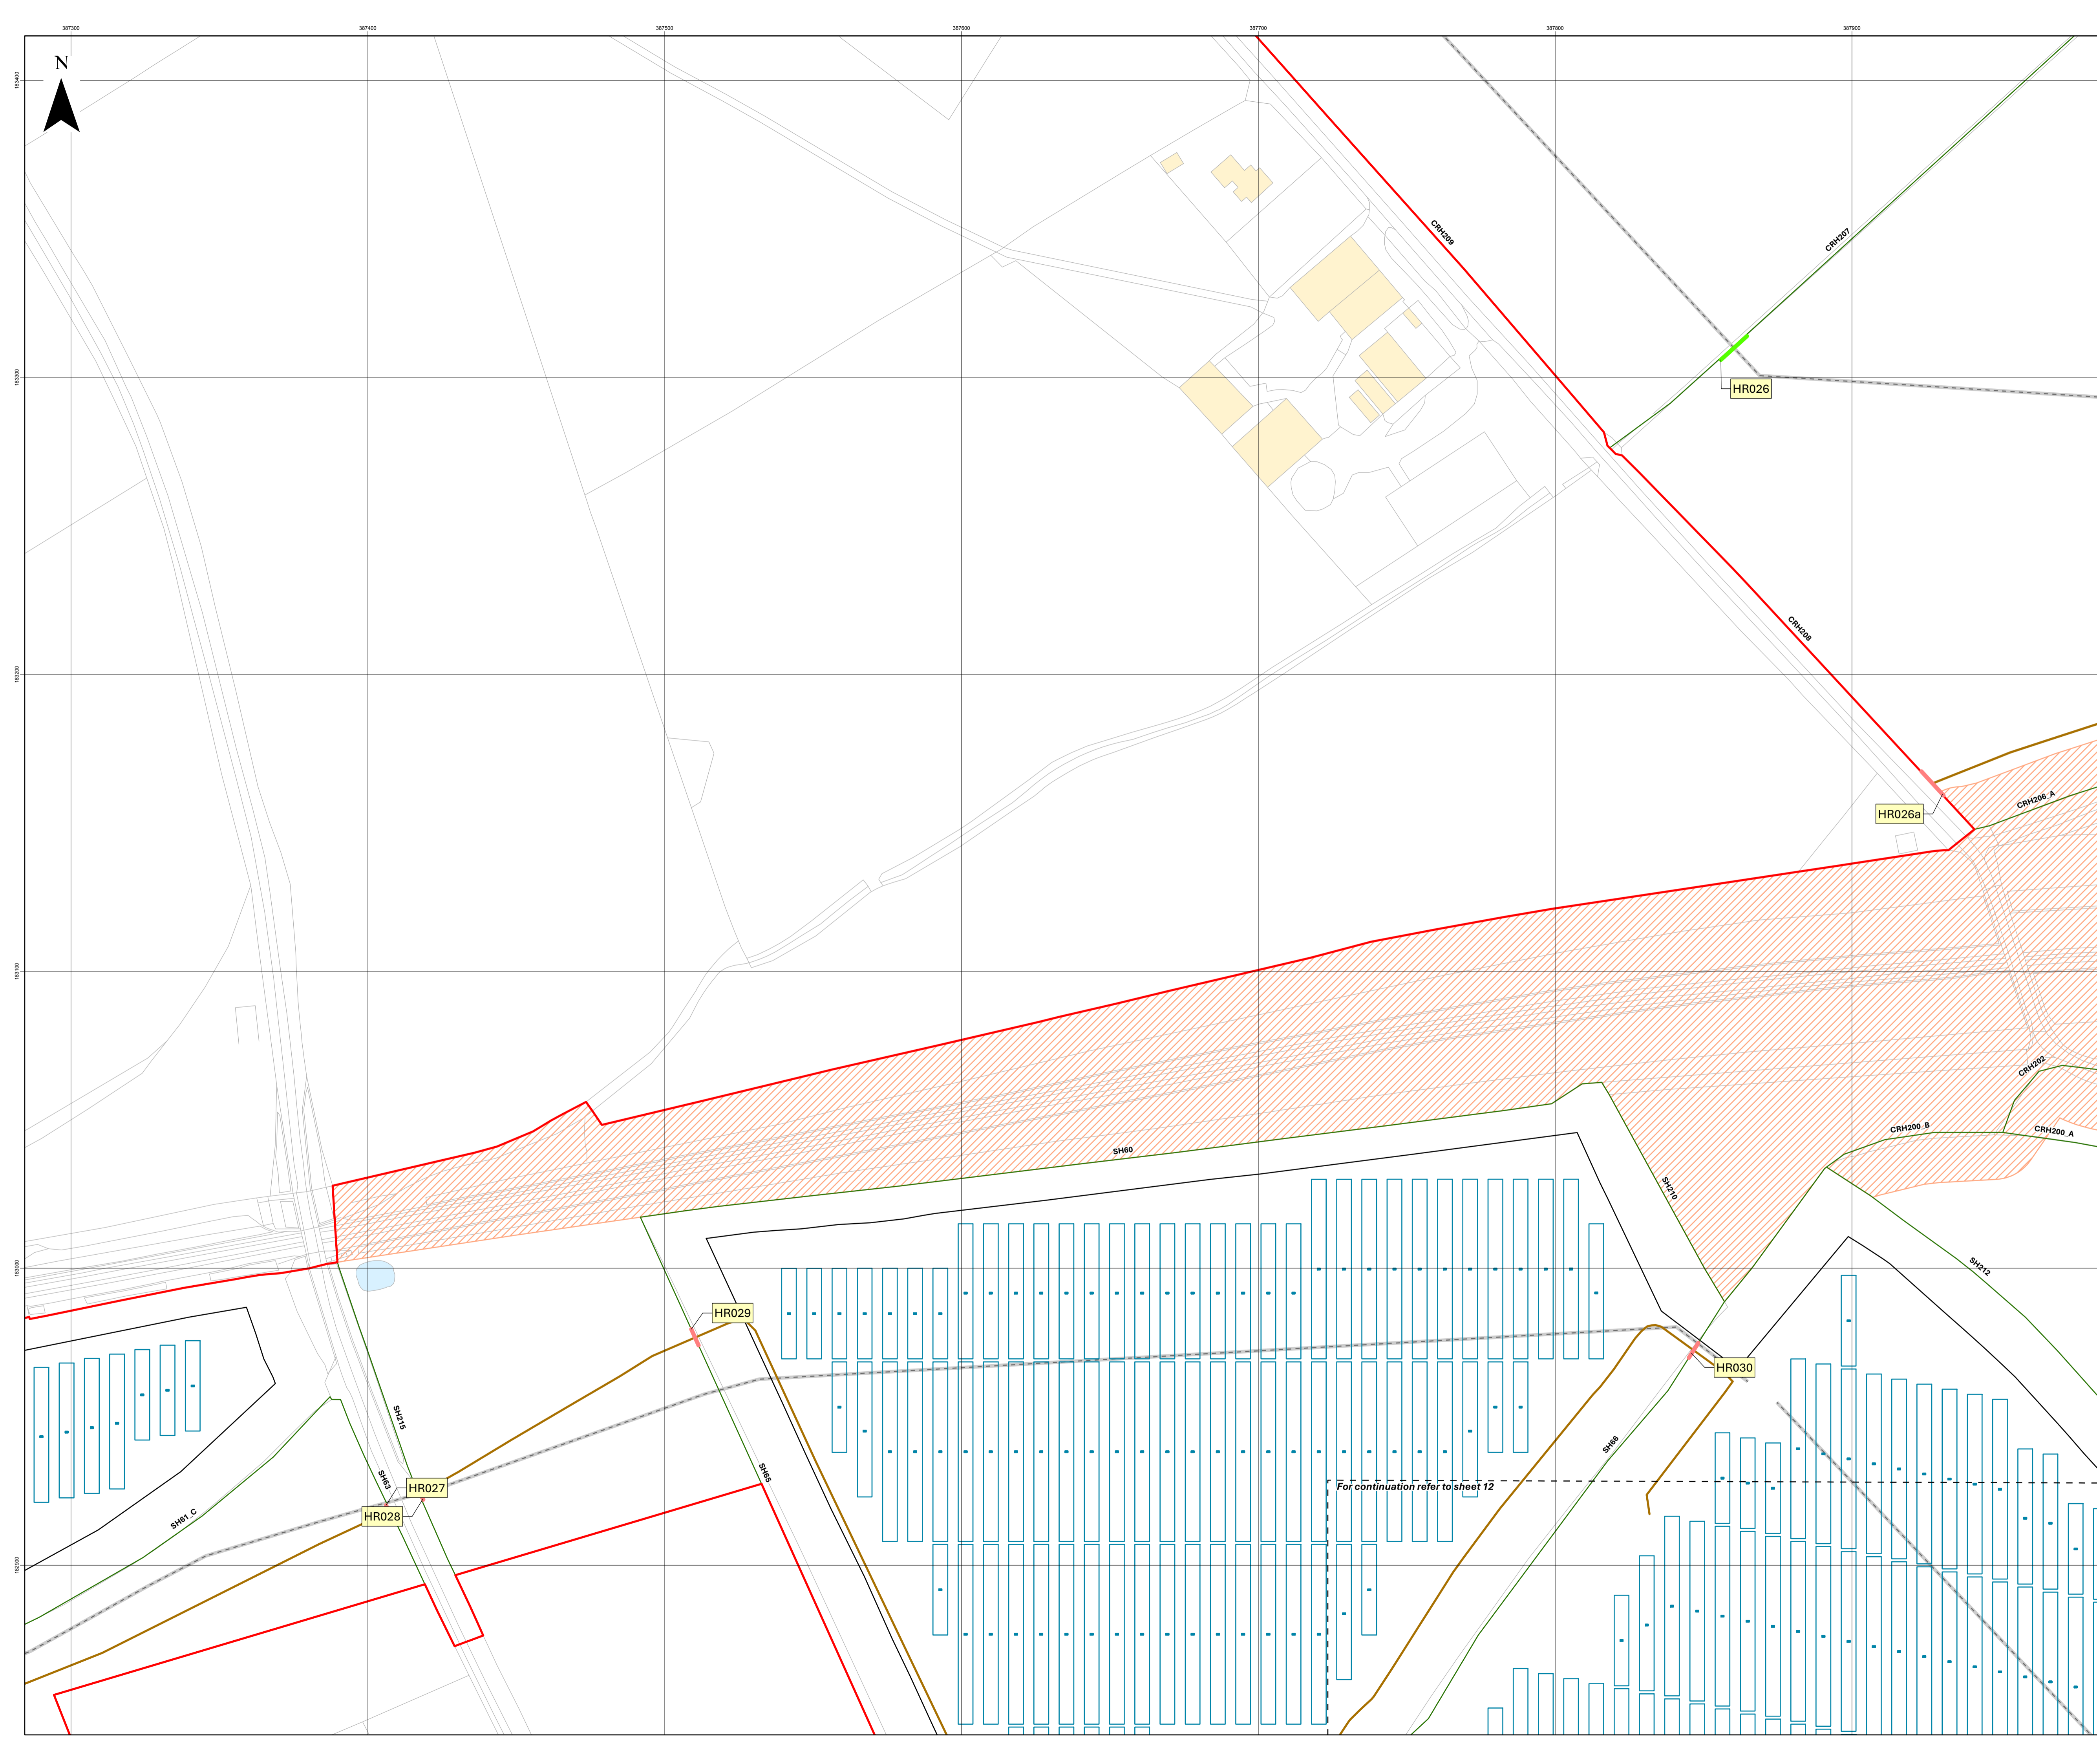 387300
387400
387500
387600
387700
387800
387900
N
183400
CRH209
CRH207
183300
HR026
CRH208
183200
CRH206_A
HR026a
183100
CRH202
CRH200_B
CRH200_A
SH60
SH210
183000
SH212
HR029
HR030
SH215
SH66
SH65
SH63
HR027
For continuation refer to sheet 12
HR028
SH61_C
182900